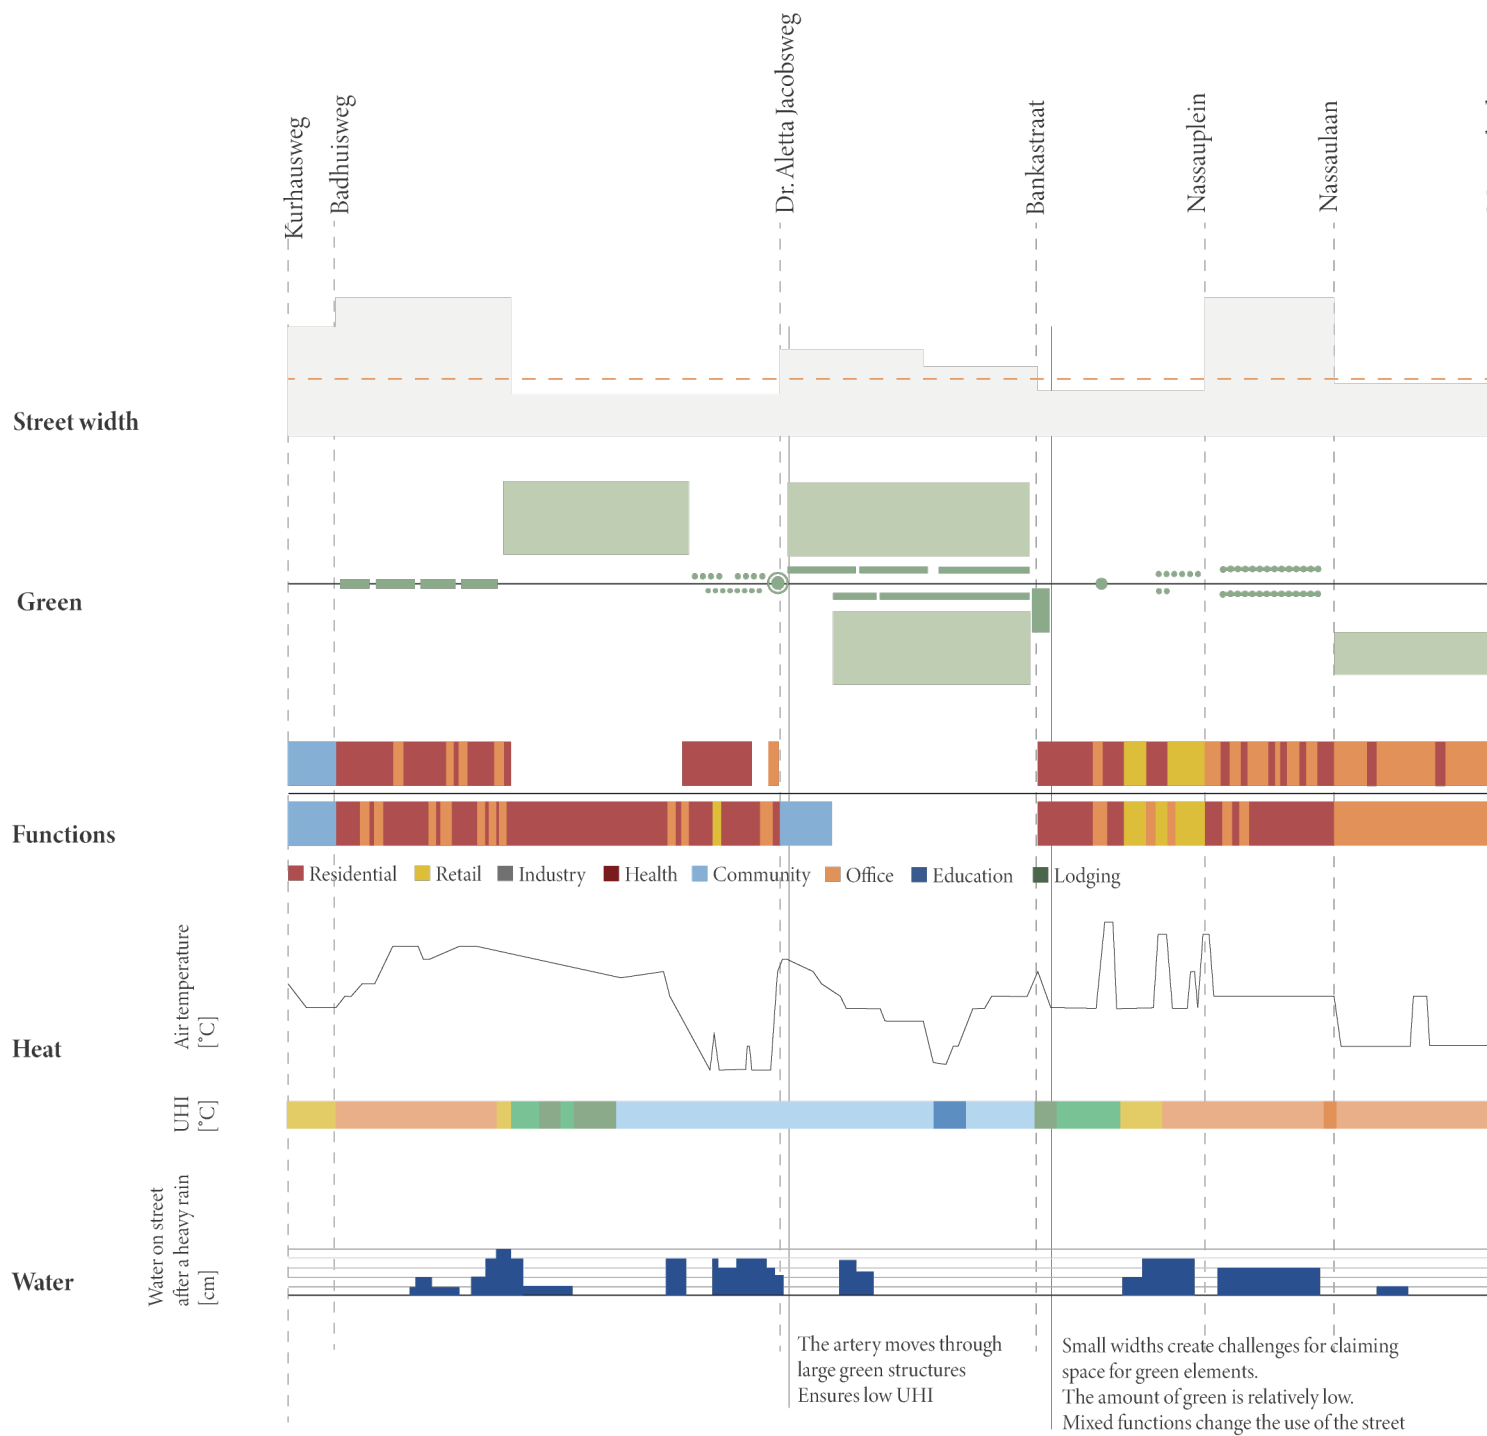 Kurhausweg
Badhuisweg
Dr. Aletta Jacobsweg
Bankastraat
Nassauplein
Nassaulaan
Street width
Green
Functions
Residential
Retail
Industry
Health
Community
Office
Education
Lodging
Heat
Air temperature
[°C]
UHI
[°C]
Water
Water on street
after a heavy rain
[cm]
The artery moves through
large green structures
Ensures low UHI
Small widths create challenges for claiming
space for green elements.
The amount of green is relatively low.
Mixed functions change the use of the street